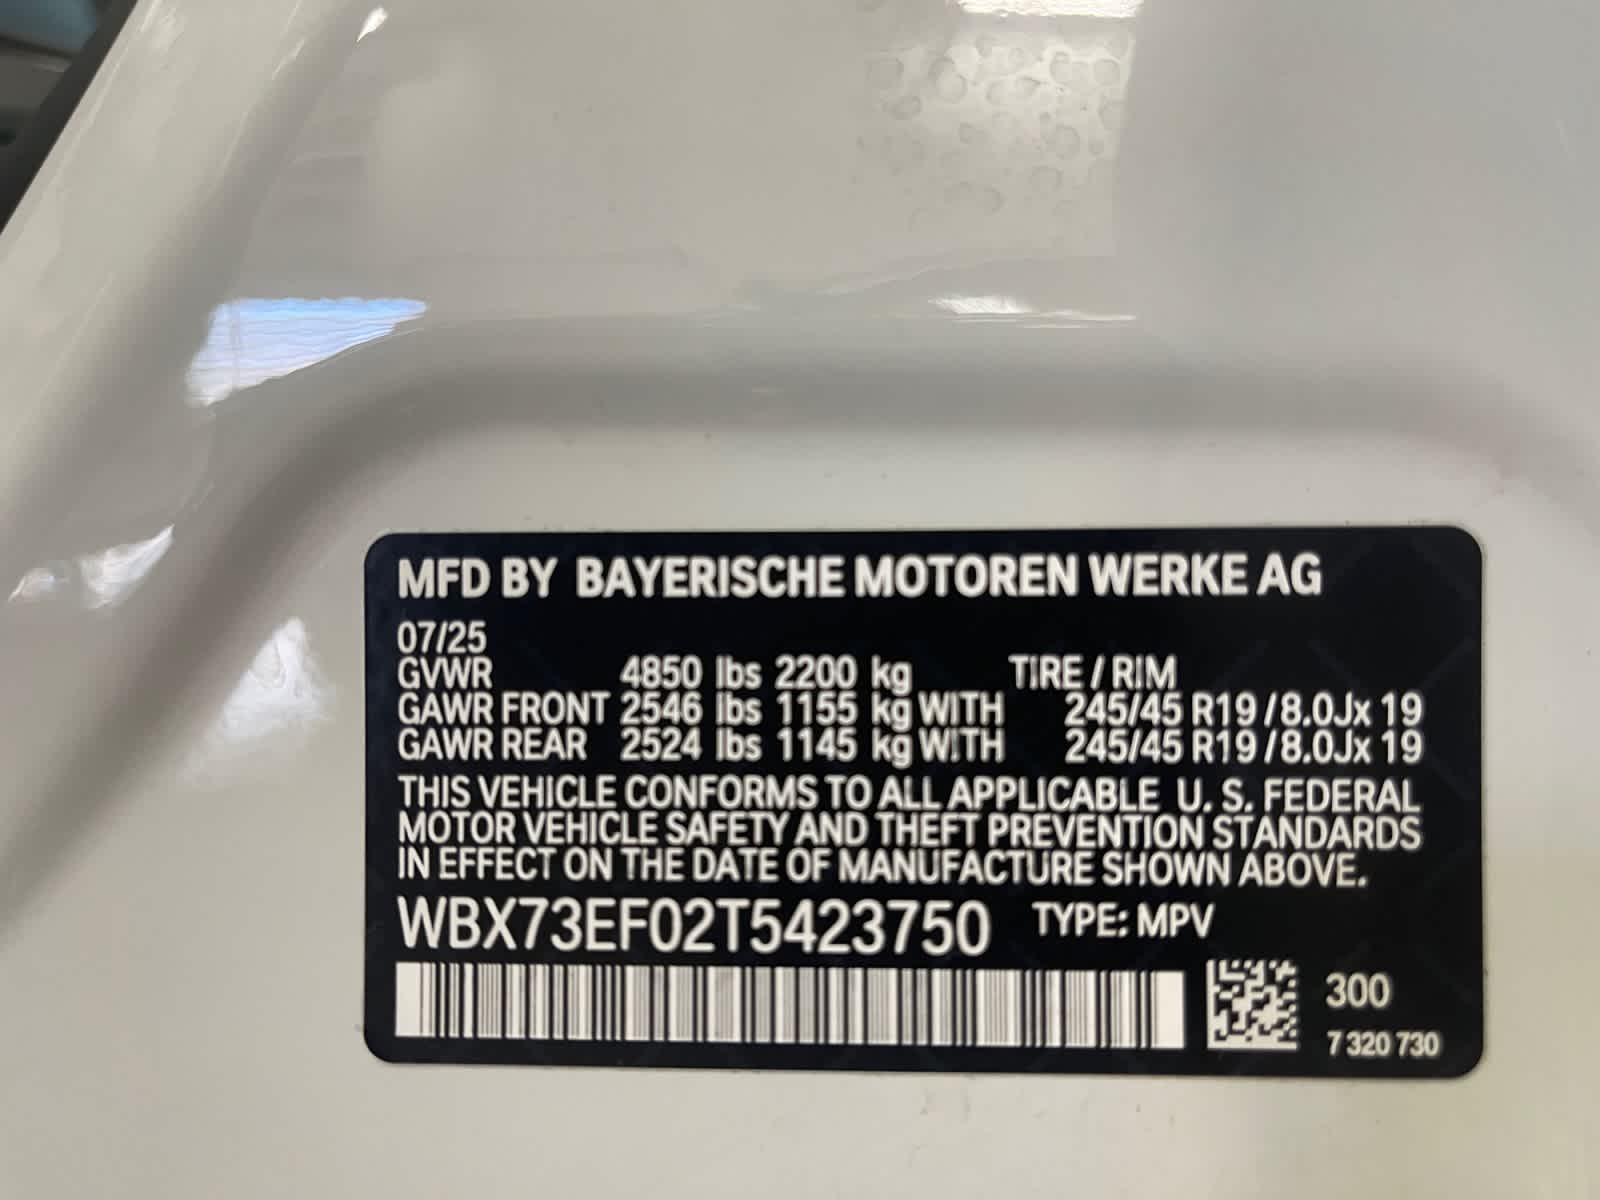 MFD BY BAYERISCHE MOTOREN WERKE AG
07/25
GVWR 4850 lbs 2200 kg TIRE / RIM
GAWR FRONT 2546 lbs 1155 kg WITH 245/45 R19 / 8.0Jx 19
GAWR REAR 2524 lbs 1145 kg WITH 245/45 R19 / 8.0Jx 19
THIS VEHICLE CONFORMS TO ALL APPLICABLE U. S. FEDERAL
MOTOR VEHICLE SAFETY AND THEFT PREVENTION STANDARDS
IN EFFECT ON THE DATE OF MANUFACTURE SHOWN ABOVE.
WBX73EF02T5423750 TYPE: MPV
300
7 320 730